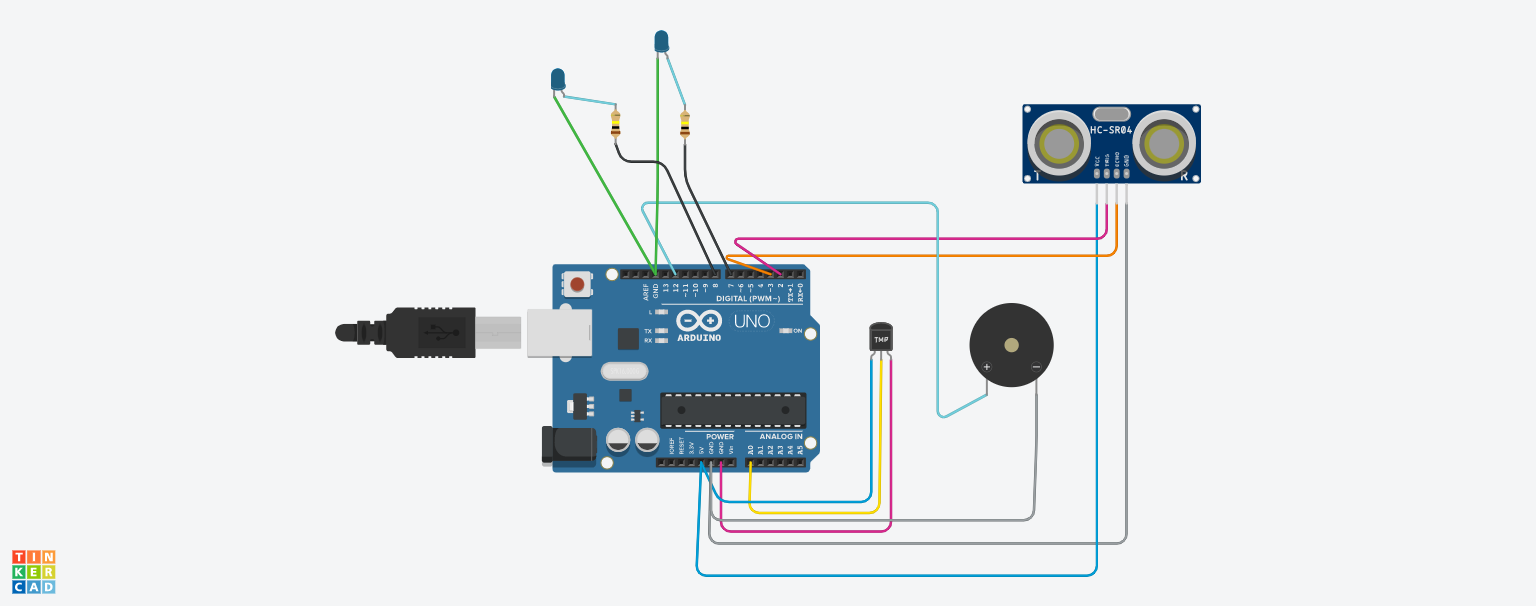 HC-SR04
VCC
TRIG
ECHO
GND
T
R
AREF
GND
13
12
~11
~10
~9
8
7
~6
~5
4
~3
2
TX→1
RX←0
DIGITAL (PWM~)
L
TX
RX
ARDUINO
UNO
ON
TMP
+
−
POWER
ANALOG IN
IOREF
RESET
3.3V
5V
GND
GND
Vin
A0
A1
A2
A3
A4
A5
TIN
KER
CAD